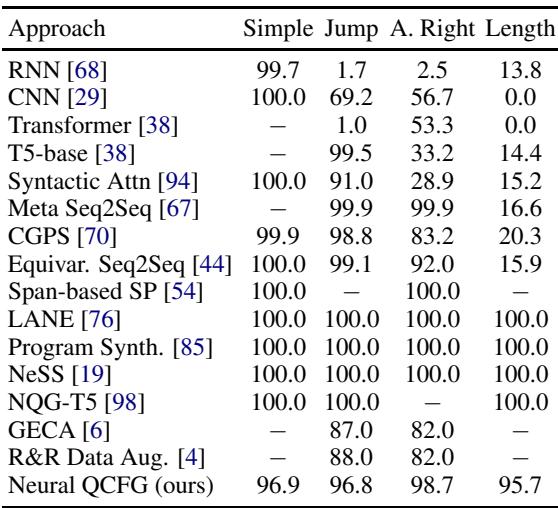 Approach Simple Jump A. Right Length
RNN [68] 99.7 1.7 2.5 13.8
CNN [29] 100.0 69.2 56.7 0.0
Transformer [38] − 1.0 53.3 0.0
T5-base [38] − 99.5 33.2 14.4
Syntactic Attn [94] 100.0 91.0 28.9 15.2
Meta Seq2Seq [67] − 99.9 99.9 16.6
CGPS [70] 99.9 98.8 83.2 20.3
Equivar. Seq2Seq [44] 100.0 99.1 92.0 15.9
Span-based SP [54] 100.0 − 100.0 −
LANE [76] 100.0 100.0 100.0 100.0
Program Synth. [85] 100.0 100.0 100.0 100.0
NeSS [19] 100.0 100.0 100.0 100.0
NQG-T5 [98] 100.0 100.0 − 100.0
GECA [6] − 87.0 82.0 −
R&R Data Aug. [4] − 88.0 82.0 −
Neural QCFG (ours) 96.9 96.8 98.7 95.7